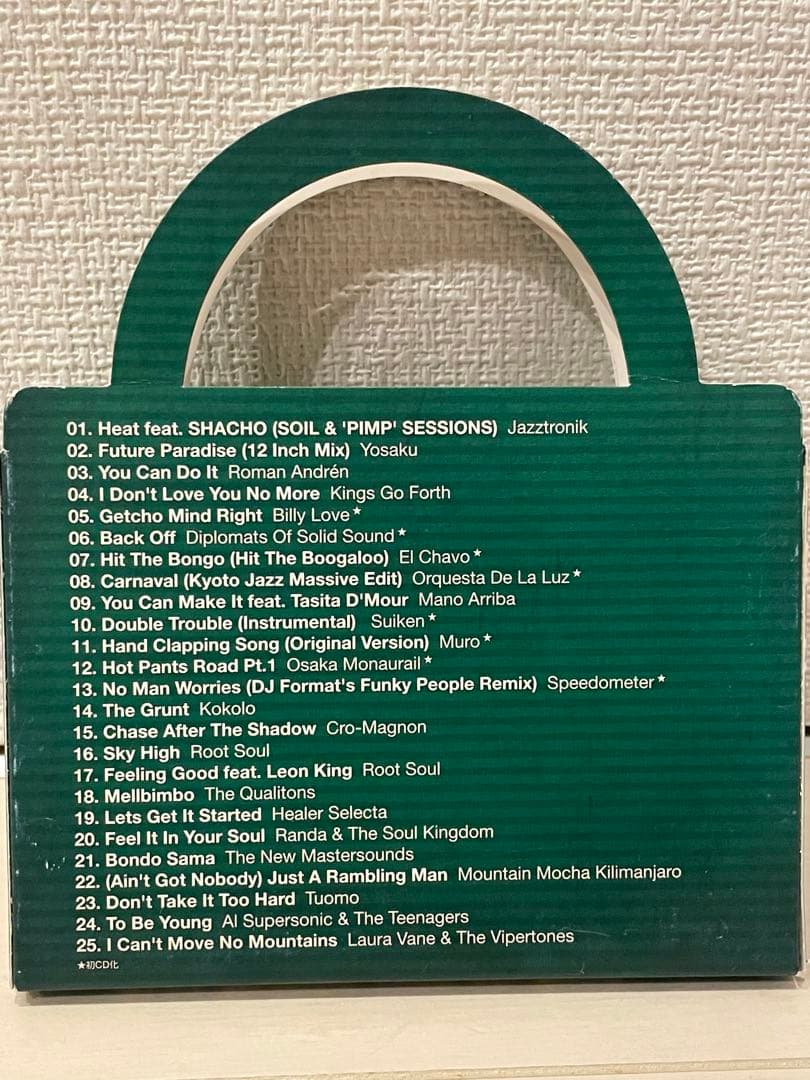 01. Heat feat. SHACHO (SOIL & 'PIMP' SESSIONS) Jazztronik
02. Future Paradise (12 Inch Mix) Yosaku
03. You Can Do It Roman Andrén
04. I Don't Love You No More Kings Go Forth
05. Getcho Mind Right Billy Love★
06. Back Off Diplomats Of Solid Sound★
07. Hit The Bongo (Hit The Boogaloo) El Chavo★
08. Carnaval (Kyoto Jazz Massive Edit) Orquesta De La Luz★
09. You Can Make It feat. Tasita D'Mour Mano Arriba
10. Double Trouble (Instrumental) Suiken★
11. Hand Clapping Song (Original Version) Muro★
12. Hot Pants Road Pt.1 Osaka Monaurail★
13. No Man Worries (DJ Format's Funky People Remix) Speedometer★
14. The Grunt Kokolo
15. Chase After The Shadow Cro-Magnon
16. Sky High Root Soul
17. Feeling Good feat. Leon King Root Soul
18. Mellbimbo The Qualitons
19. Lets Get It Started Healer Selecta
20. Feel It In Your Soul Randa & The Soul Kingdom
21. Bondo Sama The New Mastersounds
22. (Ain't Got Nobody) Just A Rambling Man Mountain Mocha Kilimanjaro
23. Don't Take It Too Hard Tuomo
24. To Be Young Al Supersonic & The Teenagers
25. I Can't Move No Mountains Laura Vane & The Vipertones
★初CD化